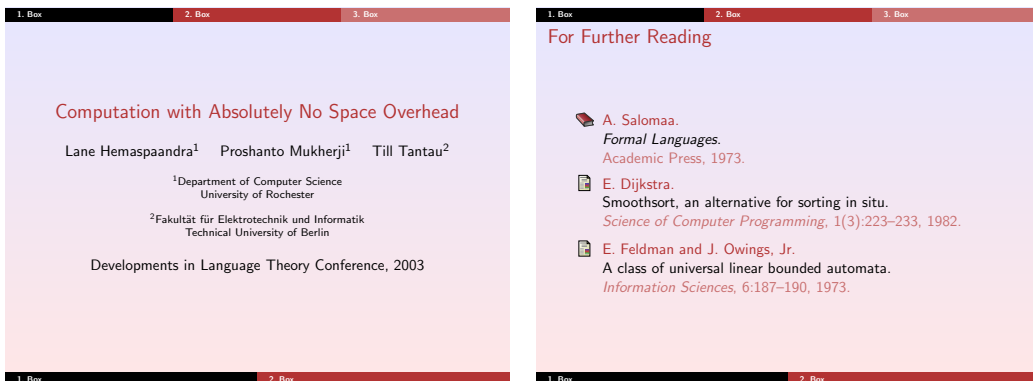 1. Box 2. Box 3. Box
Computation with Absolutely No Space Overhead
Lane Hemaspaandra1 Proshanto Mukherji1 Till Tantau2
1Department of Computer Science
University of Rochester
2Fakultät für Elektrotechnik und Informatik
Technical University of Berlin
Developments in Language Theory Conference, 2003
1. Box 2. Box
1. Box 2. Box 3. Box
For Further Reading
A. Salomaa.
Formal Languages.
Academic Press, 1973.
E. Dijkstra.
Smoothsort, an alternative for sorting in situ.
Science of Computer Programming, 1(3):223–233, 1982.
E. Feldman and J. Owings, Jr.
A class of universal linear bounded automata.
Information Sciences, 6:187–190, 1973.
1. Box 2. Box